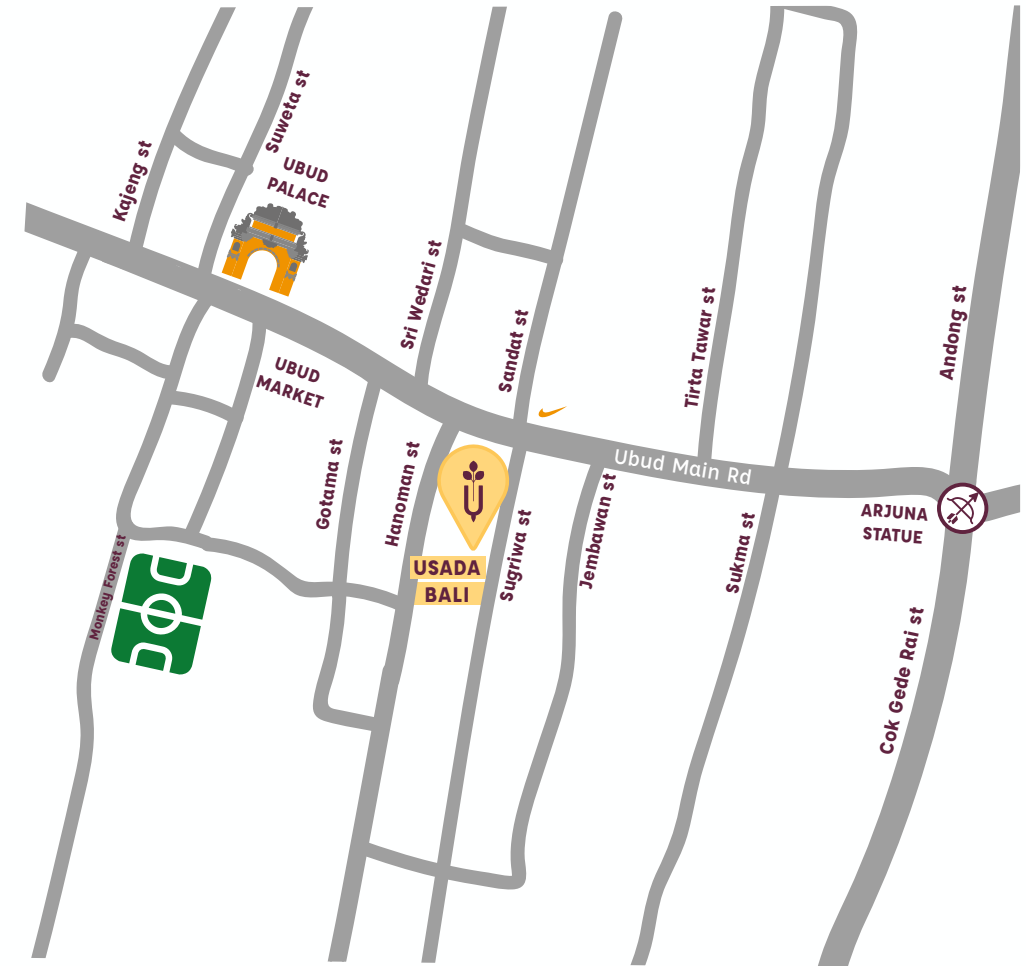 Suweta st
Kajeng st
UBUD
PALACE
Sri Wedari st
Sandat st
Tirta Tawar st
Andong st
UBUD
MARKET
Gotama st
Hanoman st
Ubud Main Rd
Jembawan st
Sugriwa st
Sukma st
ARJUNA
STATUE
USADA
BALI
Monkey Forest st
Cok Gede Rai st